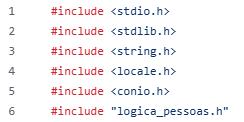 1 #include <stdio.h>
2 #include <stdlib.h>
3 #include <string.h>
4 #include <locale.h>
5 #include <conio.h>
6 #include "logica_pessoas.h"